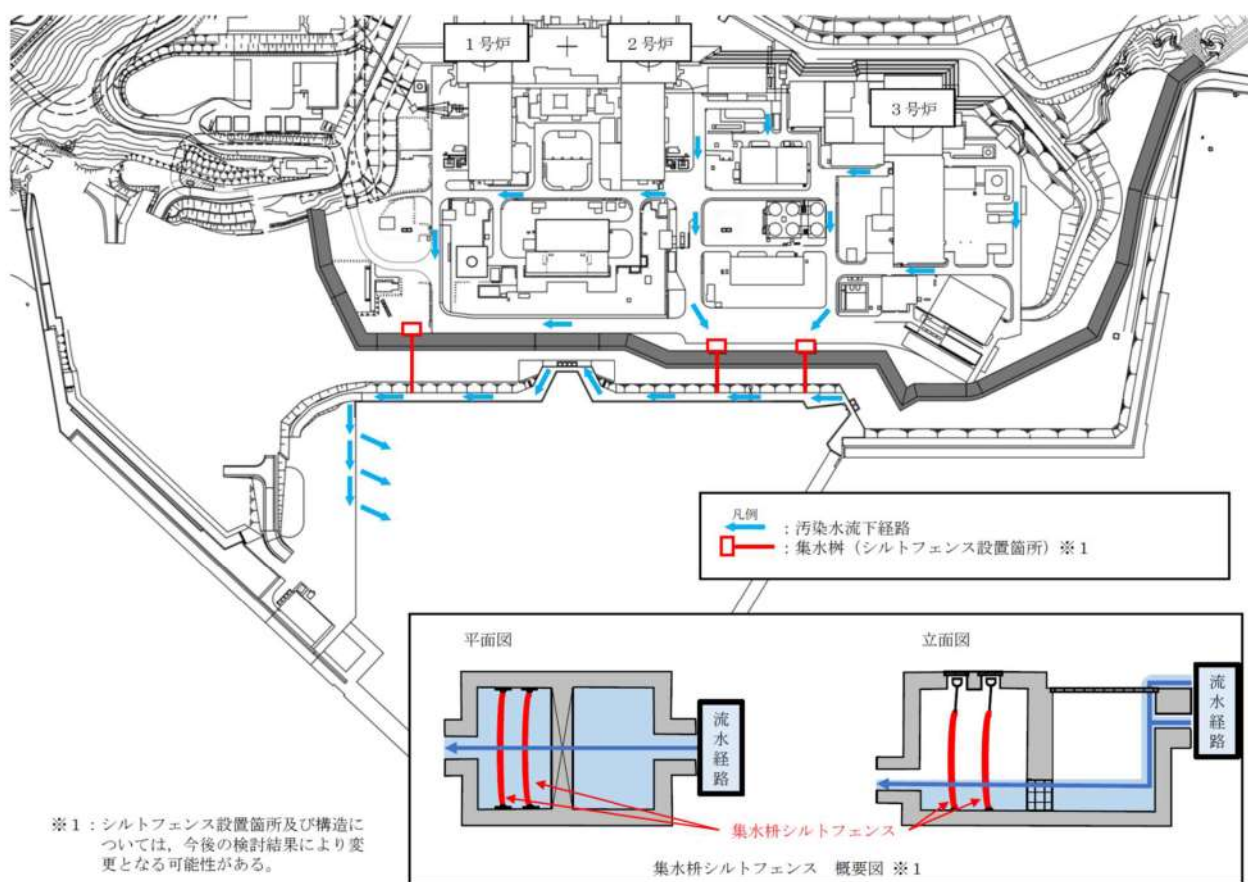 1号炉
2号炉
3号炉
凡例
：汚染水流下経路
：集水桝（シルトフェンス設置箇所）※1
平面図
立面図
流水経路
流水経路
集水枡シルトフェンス
集水枡シルトフェンス　概要図 ※1
※1：シルトフェンス設置箇所及び構造に
ついては，今後の検討結果により変
更となる可能性がある。